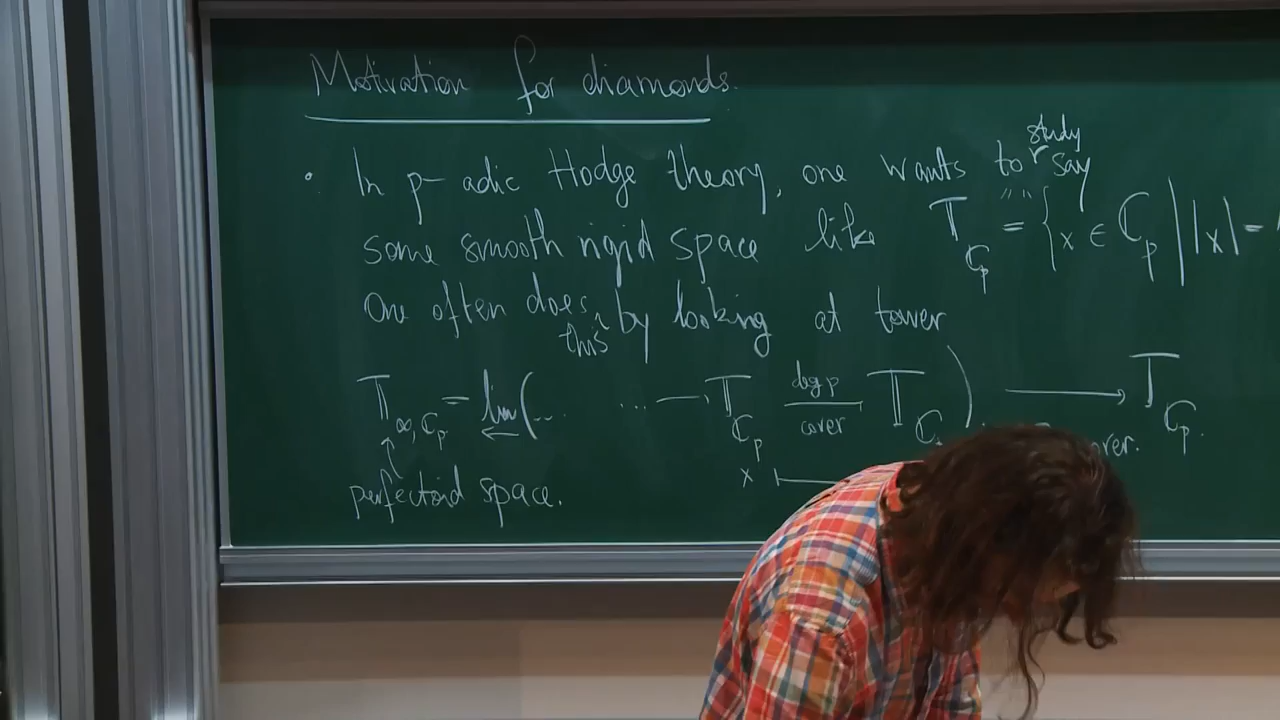 Motivation for diamonds.
• In p-adic Hodge theory, one wants to study say
some smooth rigid space like 𝕋_{ℂ_p} "=" {x ∈ ℂ_p | |x| =
One often does this by looking at tower
𝕋_{∞,ℂ_p} = lim← (... ... → 𝕋_{ℂ_p} deg p cover 𝕋_{ℂ_p}) → 𝕋_{ℂ_p}.
↑ x ↦ over.
perfectoid space.